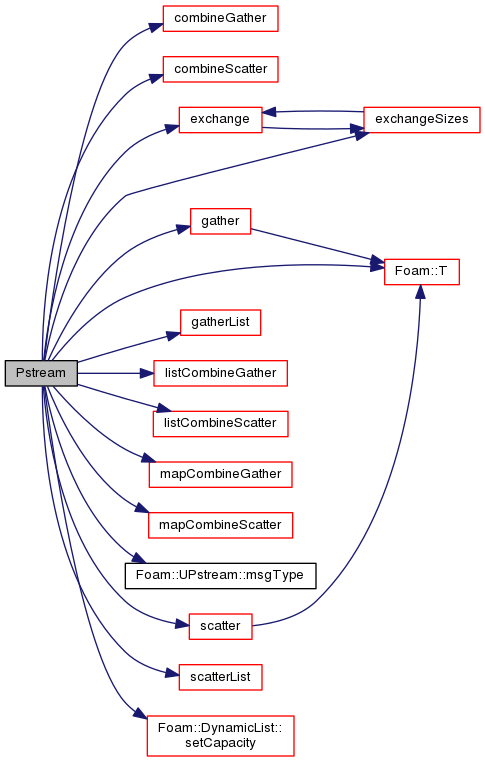 combineGather
combineScatter
exchange
exchangeSizes
gather
Foam::T
gatherList
Pstream
listCombineGather
listCombineScatter
mapCombineGather
mapCombineScatter
Foam::UPstream::msgType
scatter
scatterList
Foam::DynamicList::
setCapacity